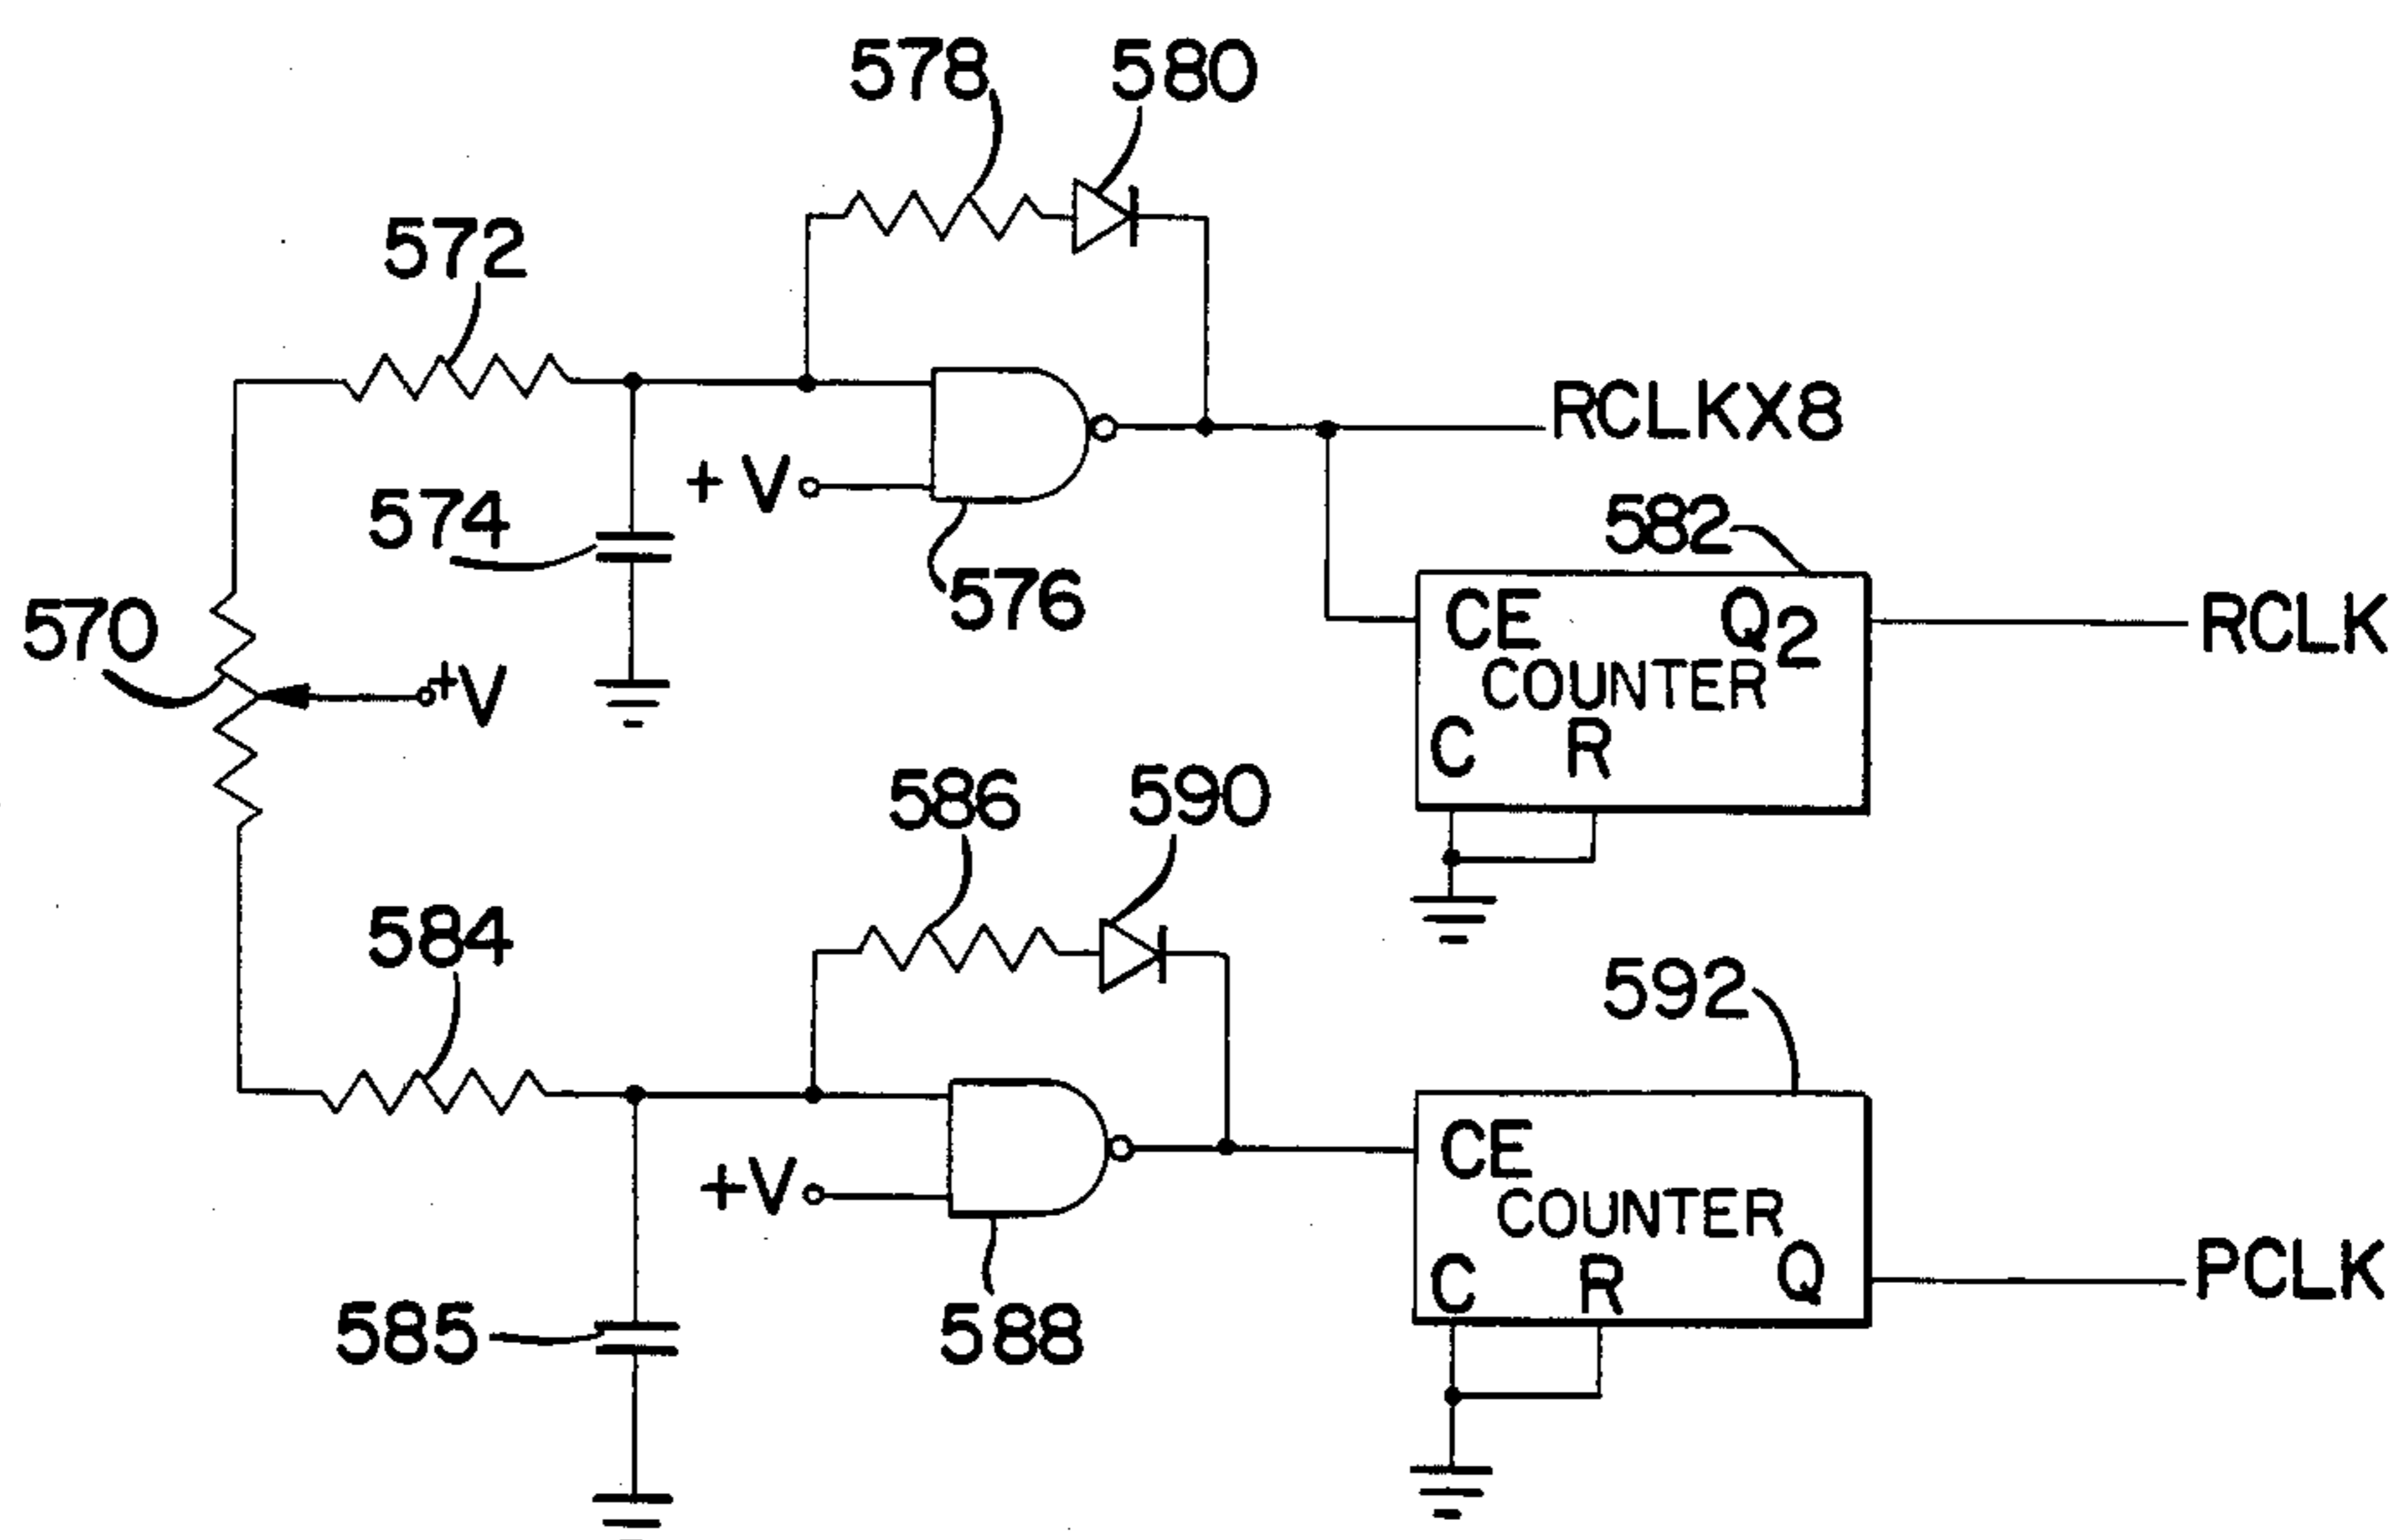 578 580
572
RCLKX8
+ V
574
582
576
CE Q2
RCLK
570
+V
COUNTER
C R
586 590
584
592
CE
+V
COUNTER
C R Q
PCLK
585
588